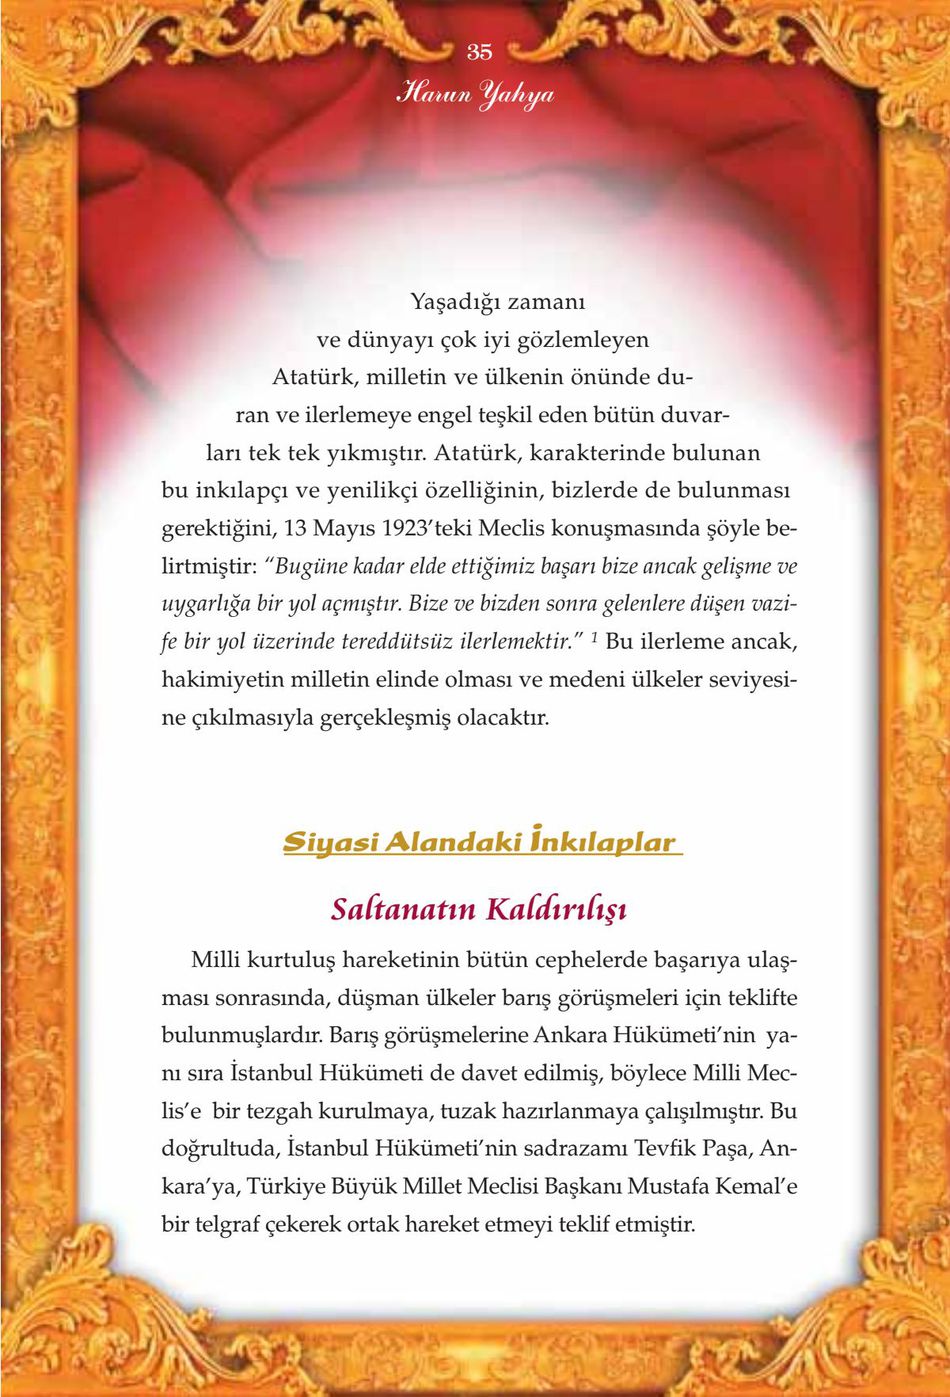 35
Harun Yahya
Yaşadığı zamanı
ve dünyayı çok iyi gözlemleyen
Atatürk, milletin ve ülkenin önünde du-
ran ve ilerlemeye engel teşkil eden bütün duvar-
ları tek tek yıkmıştır. Atatürk, karakterinde bulunan
bu inkılapçı ve yenilikçi özelliğinin, bizlerde de bulunması
gerektiğini, 13 Mayıs 1923'teki Meclis konuşmasında şöyle be-
lirtmiştir: “Bugüne kadar elde ettiğimiz başarı bize ancak gelişme ve
uygarlığa bir yol açmıştır. Bize ve bizden sonra gelenlere düşen vazi-
fe bir yol üzerinde tereddütsüz ilerlemektir.” 1 Bu ilerleme ancak,
hakimiyetin milletin elinde olması ve medeni ülkeler seviyesi-
ne çıkılmasıyla gerçekleşmiş olacaktır.
Siyasi Alandaki İnkılaplar
Saltanatın Kaldırılışı
Milli kurtuluş hareketinin bütün cephelerde başarıya ulaş-
ması sonrasında, düşman ülkeler barış görüşmeleri için teklifte
bulunmuşlardır. Barış görüşmelerine Ankara Hükümeti'nin ya-
nı sıra İstanbul Hükümeti de davet edilmiş, böylece Milli Mec-
lis'e bir tezgah kurulmaya, tuzak hazırlanmaya çalışılmıştır. Bu
doğrultuda, İstanbul Hükümeti'nin sadrazamı Tevfik Paşa, An-
kara'ya, Türkiye Büyük Millet Meclisi Başkanı Mustafa Kemal'e
bir telgraf çekerek ortak hareket etmeyi teklif etmiştir.